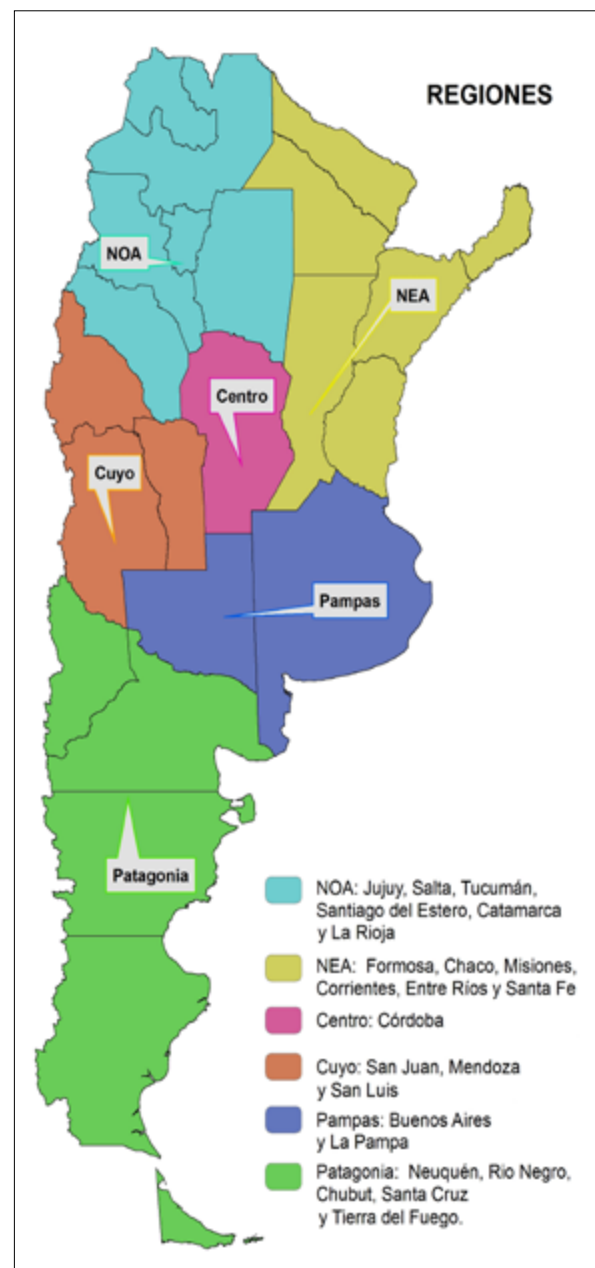 REGIONES
NOA
NEA
Centro
Cuyo
Pampas
Patagonia
NOA: Jujuy, Salta, Tucumán,
Santiago del Estero, Catamarca
y La Rioja
NEA: Formosa, Chaco, Misiones,
Corrientes, Entre Ríos y Santa Fe
Centro: Córdoba
Cuyo: San Juan, Mendoza
y San Luis
Pampas: Buenos Aires
y La Pampa
Patagonia: Neuquén, Rio Negro,
Chubut, Santa Cruz
y Tierra del Fuego.